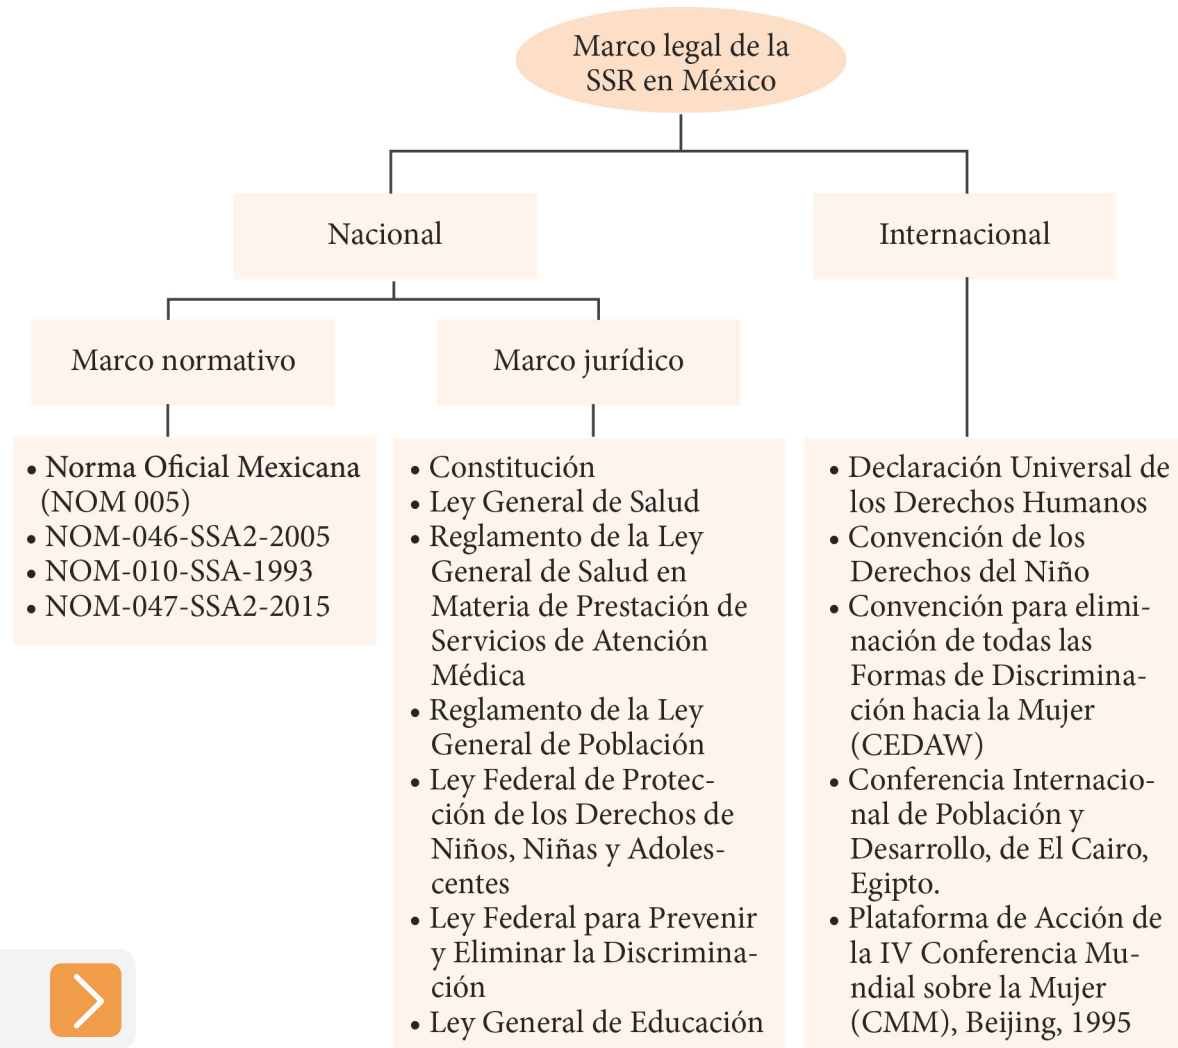 Marco legal de la
SSR en México
Nacional
Internacional
Marco normativo
Marco jurídico
• Norma Oficial Mexicana
(NOM 005)
• NOM-046-SSA2-2005
• NOM-010-SSA-1993
• NOM-047-SSA2-2015
• Constitución
• Ley General de Salud
• Reglamento de la Ley
General de Salud en
Materia de Prestación de
Servicios de Atención
Médica
• Reglamento de la Ley
General de Población
• Ley Federal de Protec-
ción de los Derechos de
Niños, Niñas y Adoles-
centes
• Ley Federal para Prevenir
y Eliminar la Discrimina-
ción
• Ley General de Educación
• Declaración Universal de
los Derechos Humanos
• Convención de los
Derechos del Niño
• Convención para elimi-
nación de todas las
Formas de Discrimina-
ción hacia la Mujer
(CEDAW)
• Conferencia Internacio-
nal de Población y
Desarrollo, de El Cairo,
Egipto.
• Plataforma de Acción de
la IV Conferencia Mu-
ndial sobre la Mujer
(CMM), Beijing, 1995